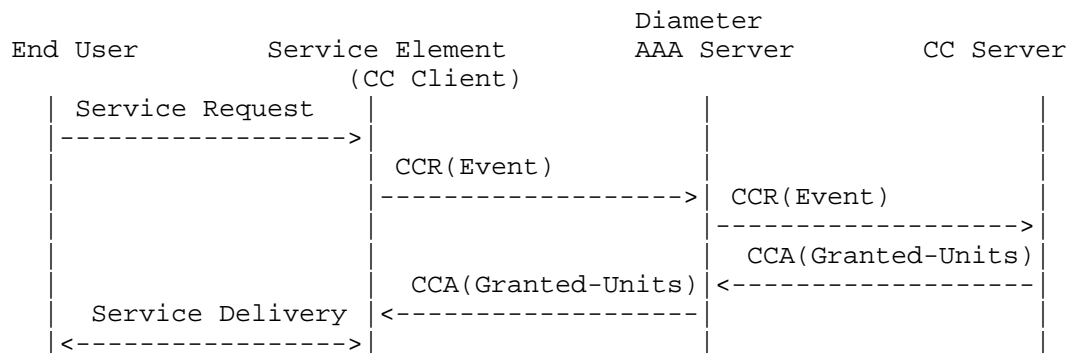 Diameter
End User Service Element AAA Server CC Server
(CC Client)
Service Request
CCR(Event)
CCR(Event)
CCA(Granted-Units)
CCA(Granted-Units)
Service Delivery